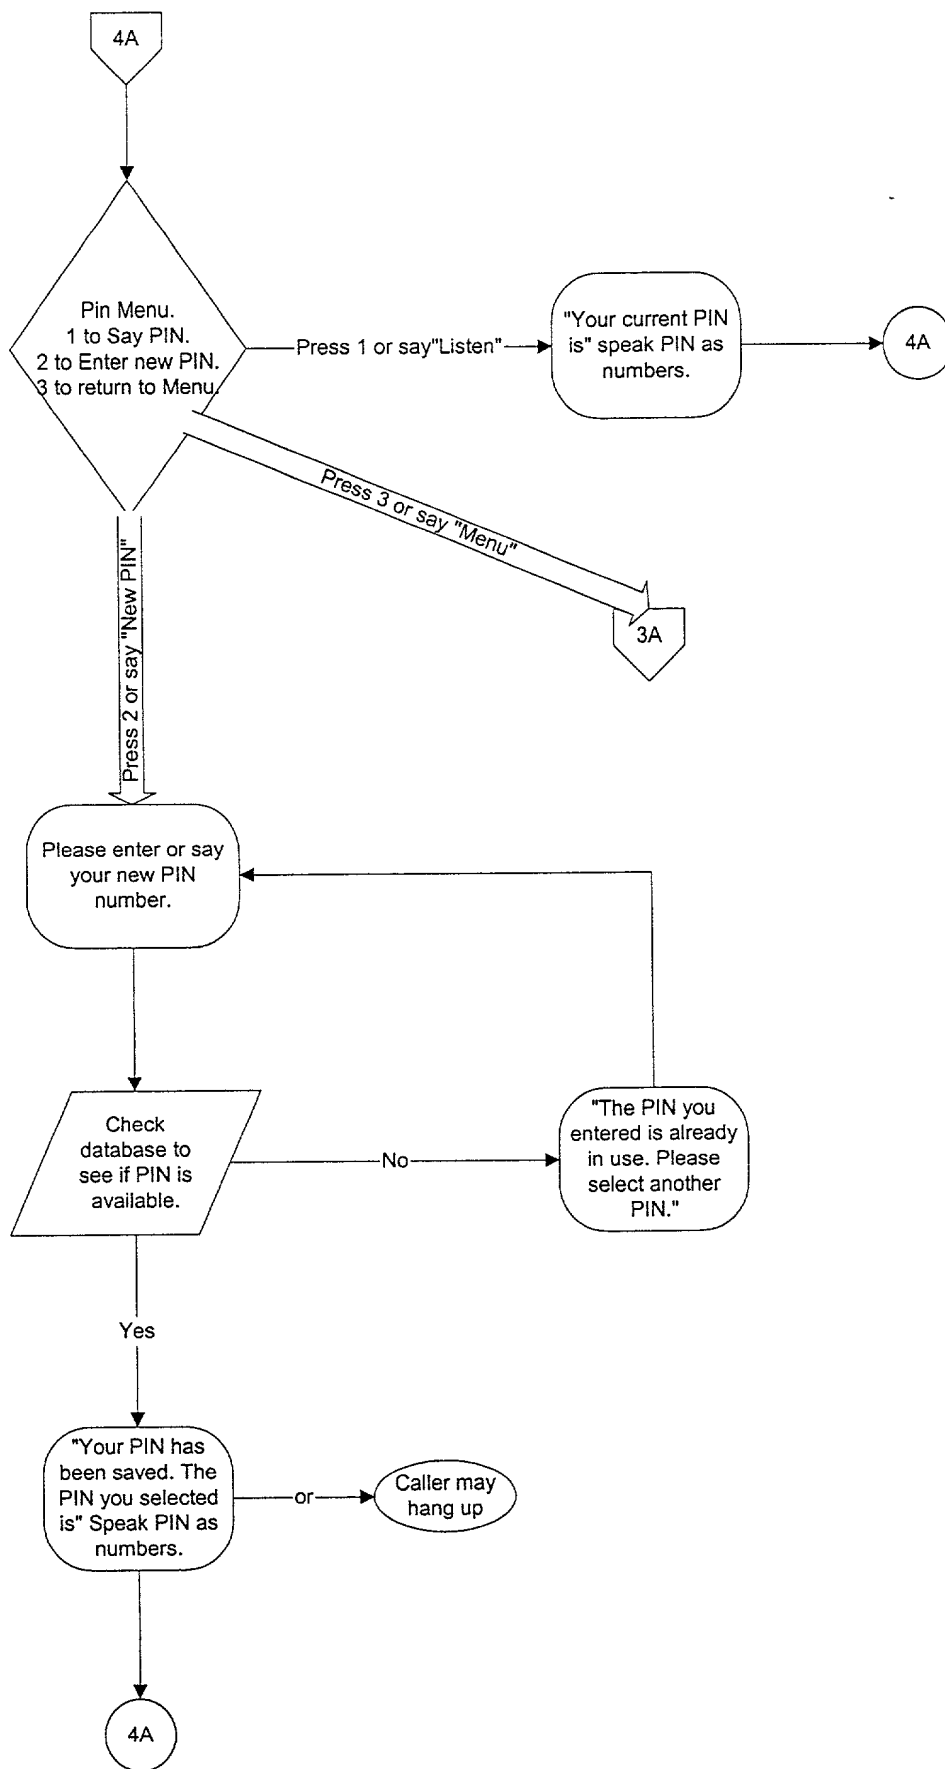 4A
Pin Menu.
1 to Say PIN.
2 to Enter new PIN.
3 to return to Menu.
Press 1 or say"Listen"
"Your current PIN
is" speak PIN as
numbers.
4A
Press 3 or say "Menu"
3A
Press 2 or say "New PIN"
Please enter or say
your new PIN
number.
Check
database to
see if PIN is
available.
No
"The PIN you
entered is already
in use. Please
select another
PIN."
Yes
"Your PIN has
been saved. The
PIN you selected
is" Speak PIN as
numbers.
or
Caller may
hang up
4A